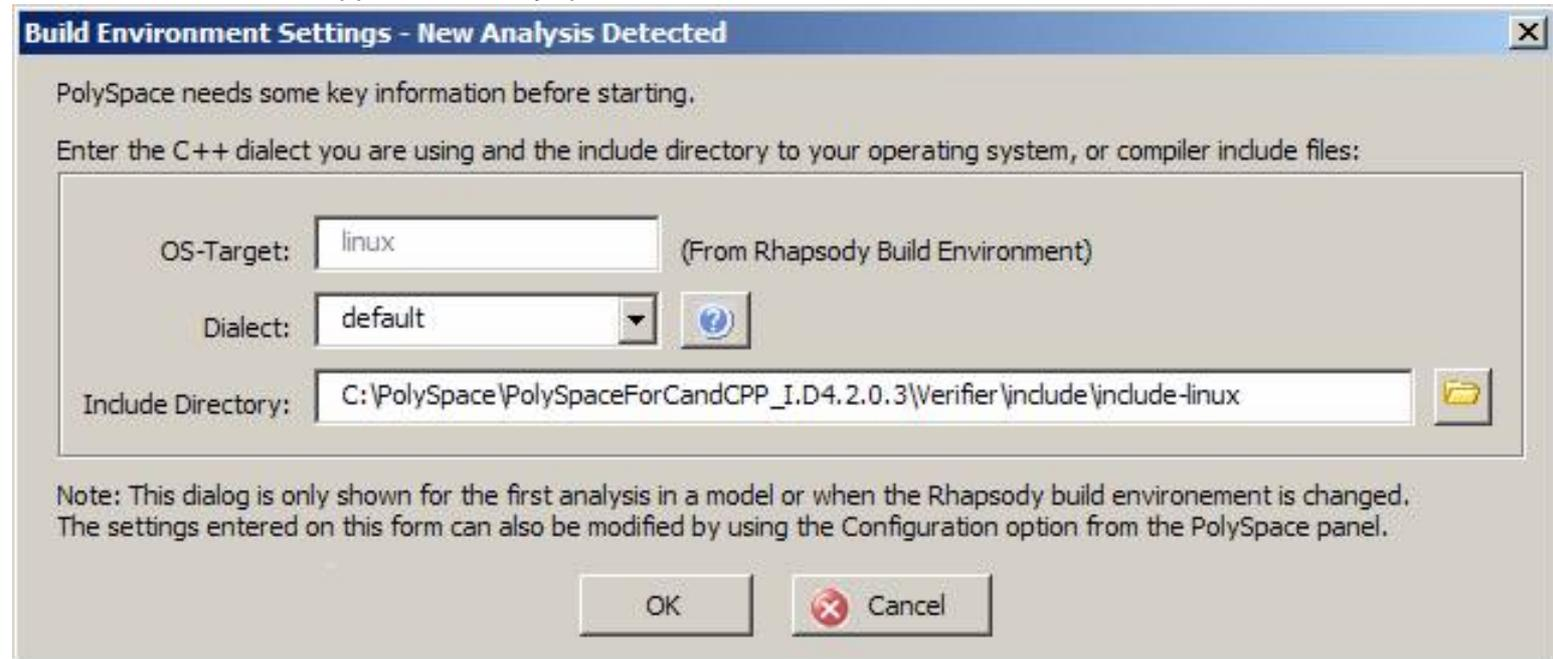 Build Environment Settings - New Analysis Detected
PolySpace needs some key information before starting.
Enter the C++ dialect you are using and the include directory to your operating system, or compiler include files:
OS-Target: linux (From Rhapsody Build Environment)
Dialect: default
Include Directory: C:\PolySpace\PolySpaceForCandCPP_I.D4.2.0.3\Verifier\include\include-linux
Note: This dialog is only shown for the first analysis in a model or when the Rhapsody build environement is changed.
The settings entered on this form can also be modified by using the Configuration option from the PolySpace panel.
OK Cancel